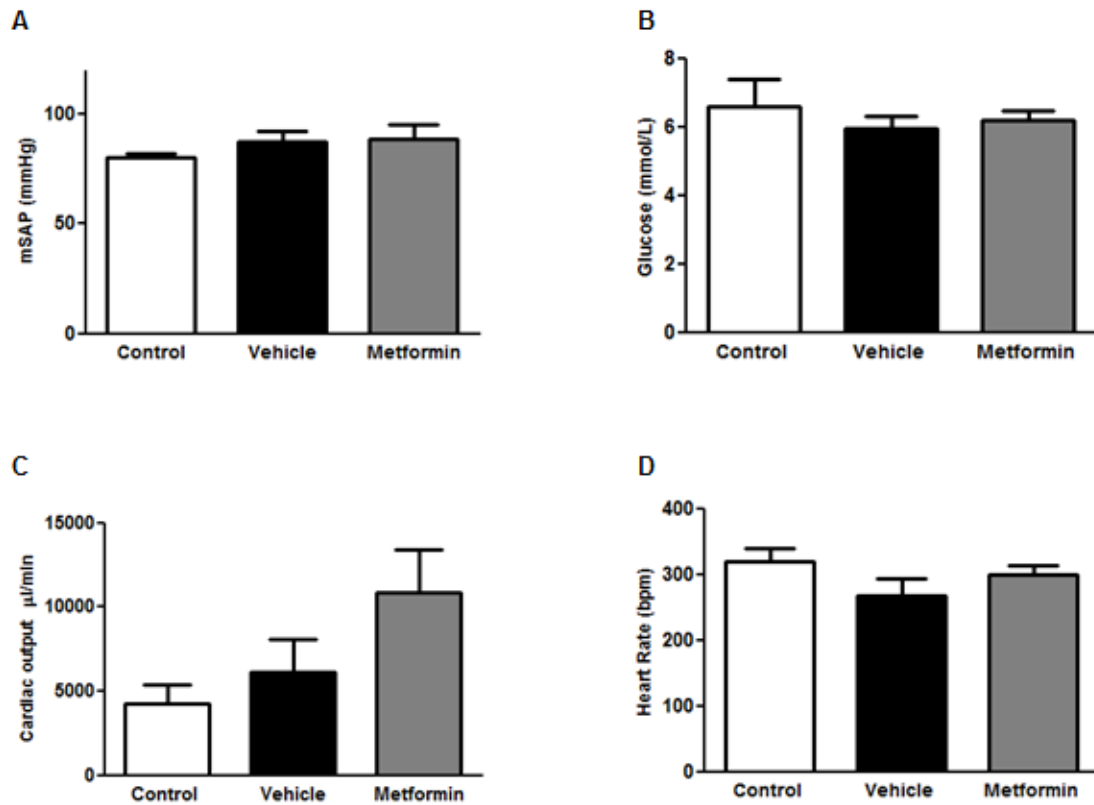 A
mSAP (mmHg)
100
50
0
Control Vehicle Metformin
B
Glucose (mmol/L)
8
6
4
2
0
Control Vehicle Metformin
C
Cardiac output µl/min
15000
10000
5000
0
Control Vehicle Metformin
D
Heart Rate (bpm)
400
300
200
100
0
Control Vehicle Metformin